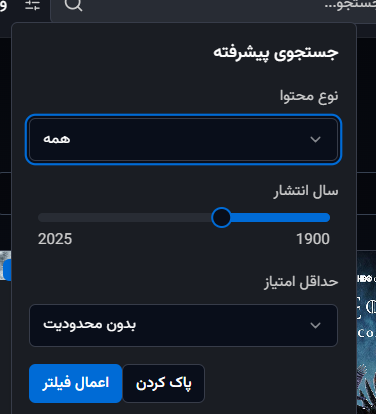 جستجو...
جستجوی پیشرفته
نوع محتوا
همه
سال انتشار
1900
2025
حداقل امتیاز
بدون محدودیت
پاک کردن
اعمال فیلتر